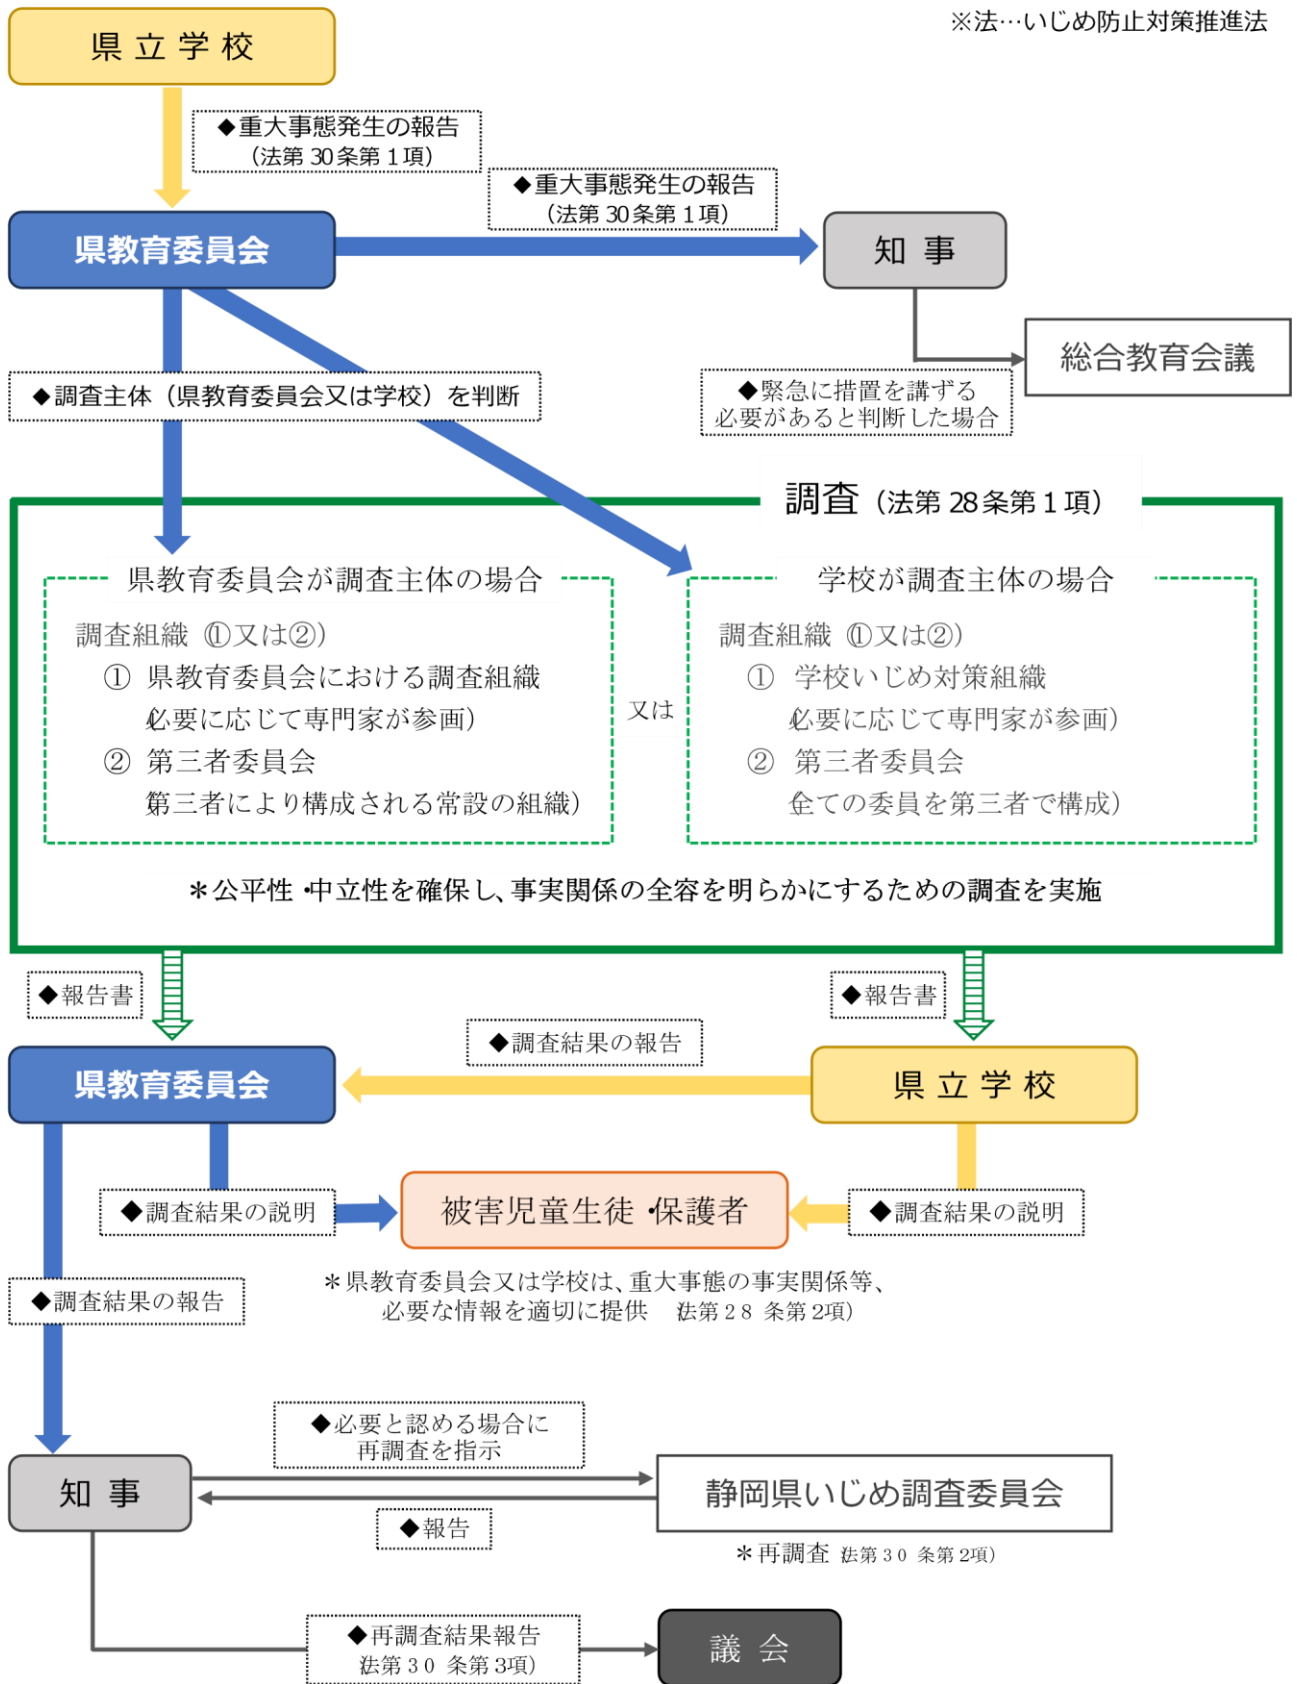 ※法…いじめ防止対策推進法
県立学校
◆重大事態発生の報告
（法第30条第1項）
◆重大事態発生の報告
（法第30条第1項）
県教育委員会
知事
総合教育会議
◆調査主体（県教育委員会又は学校）を判断
◆緊急に措置を講ずる
必要があると判断した場合
調査（法第28条第1項）
県教育委員会が調査主体の場合
調査組織（①又は②）
① 県教育委員会における調査組織
（必要に応じて専門家が参画）
② 第三者委員会
（第三者により構成される常設の組織）
又は
学校が調査主体の場合
調査組織（①又は②）
① 学校いじめ対策組織
（必要に応じて専門家が参画）
② 第三者委員会
（全ての委員を第三者で構成）
＊公平性・中立性を確保し、事実関係の全容を明らかにするための調査を実施
◆報告書
◆報告書
◆調査結果の報告
県教育委員会
県立学校
◆調査結果の説明
被害児童生徒・保護者
◆調査結果の説明
＊県教育委員会又は学校は、重大事態の事実関係等、
必要な情報を適切に提供 （法第28条第2項）
◆調査結果の報告
◆必要と認める場合に
再調査を指示
知事
静岡県いじめ調査委員会
◆報告
＊再調査（法第30条第2項）
◆再調査結果報告
（法第30条第3項）
議会